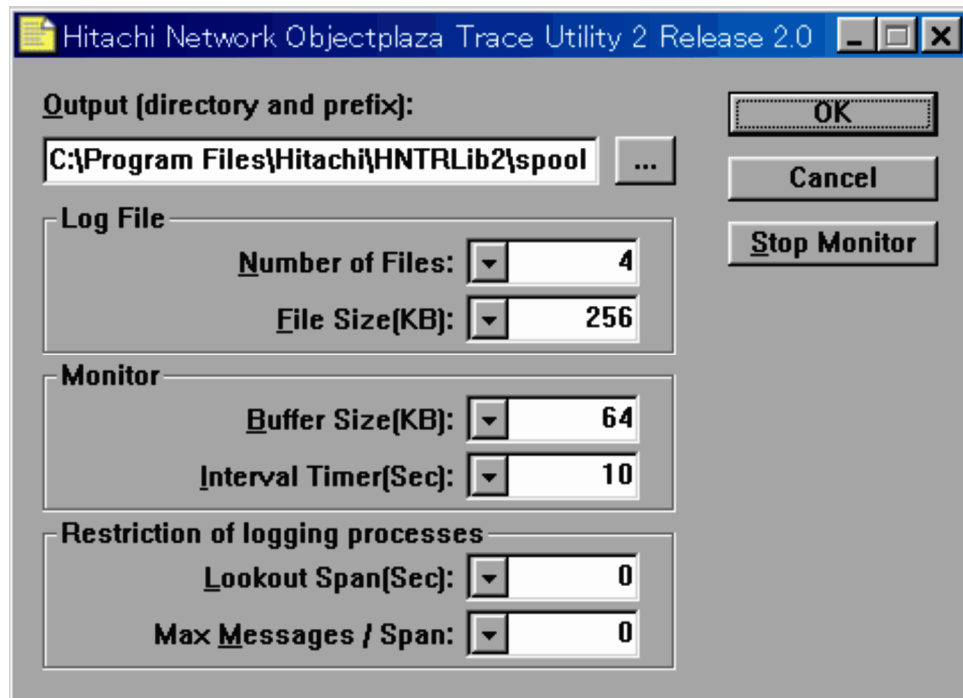 Hitachi Network Objectplaza Trace Utility 2 Release 2.0
Output (directory and prefix):
C:\Program Files\Hitachi\HNTRLib2\spool
...
OK
Cancel
Stop Monitor
Log File
Number of Files: 4
File Size(KB): 256
Monitor
Buffer Size(KB): 64
Interval Timer(Sec): 10
Restriction of logging processes
Lookout Span(Sec): 0
Max Messages / Span: 0